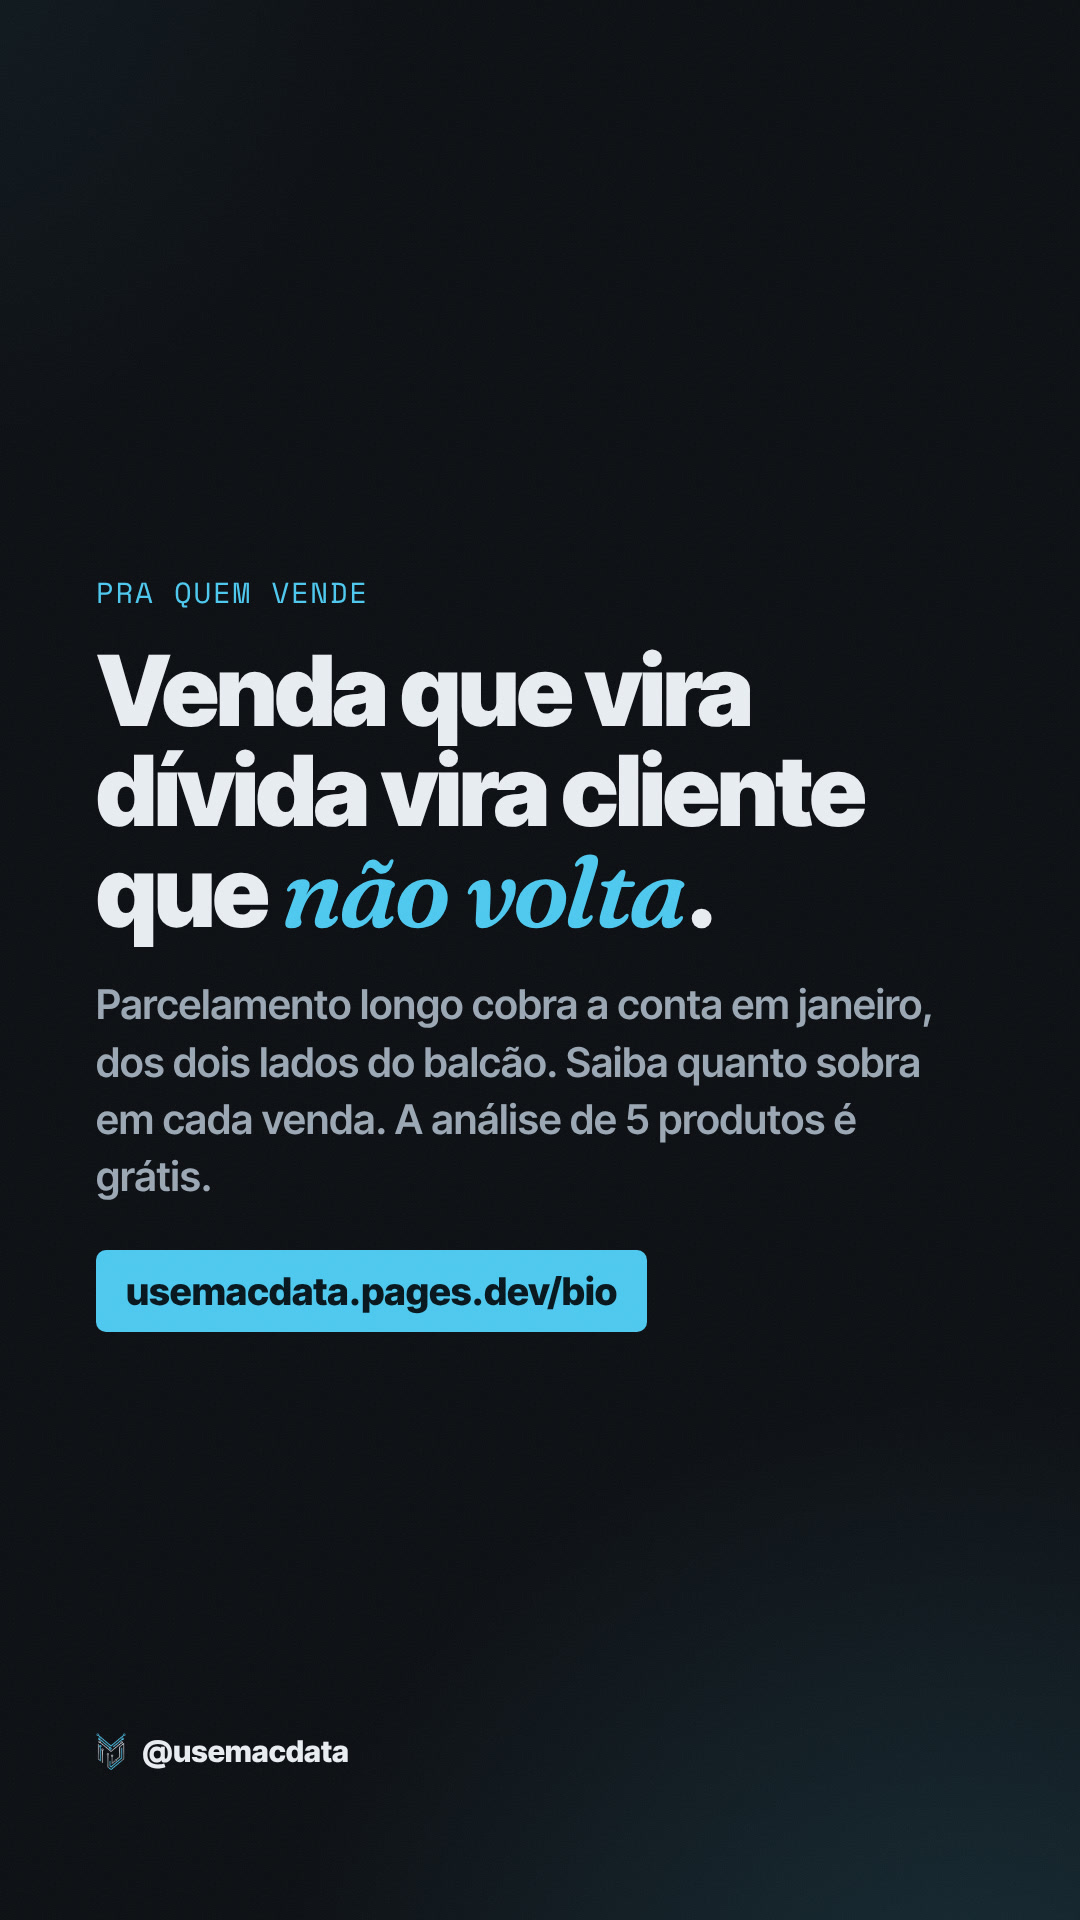 PRA QUEM VENDE
Venda que vira
dívida vira cliente
que não volta.
Parcelamento longo cobra a conta em janeiro,
dos dois lados do balcão. Saiba quanto sobra
em cada venda. A análise de 5 produtos é
grátis.
usemacdata.pages.dev/bio
@usemacdata